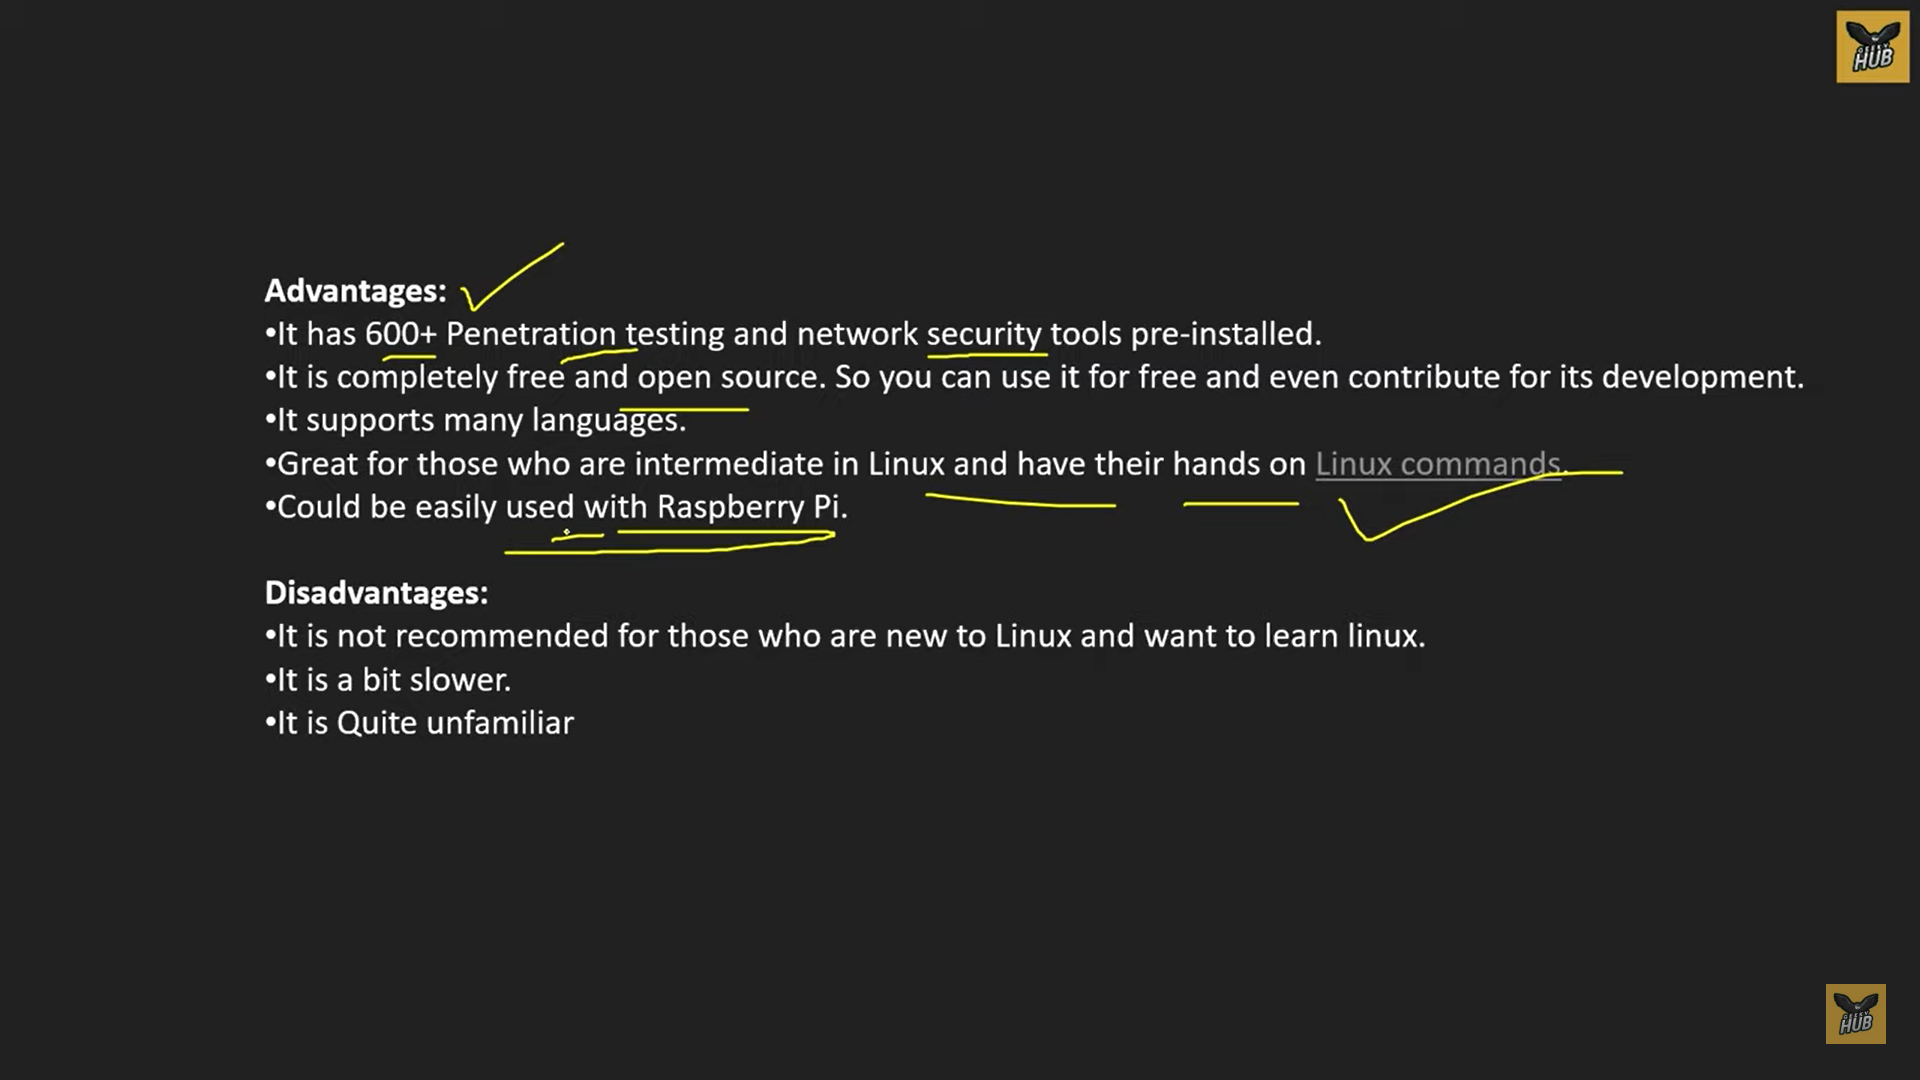 GEEKY
HUB
Advantages:
•It has 600+ Penetration testing and network security tools pre-installed.
•It is completely free and open source. So you can use it for free and even contribute for its development.
•It supports many languages.
•Great for those who are intermediate in Linux and have their hands on Linux commands.
•Could be easily used with Raspberry Pi.
Disadvantages:
•It is not recommended for those who are new to Linux and want to learn linux.
•It is a bit slower.
•It is Quite unfamiliar
GEEKY
HUB